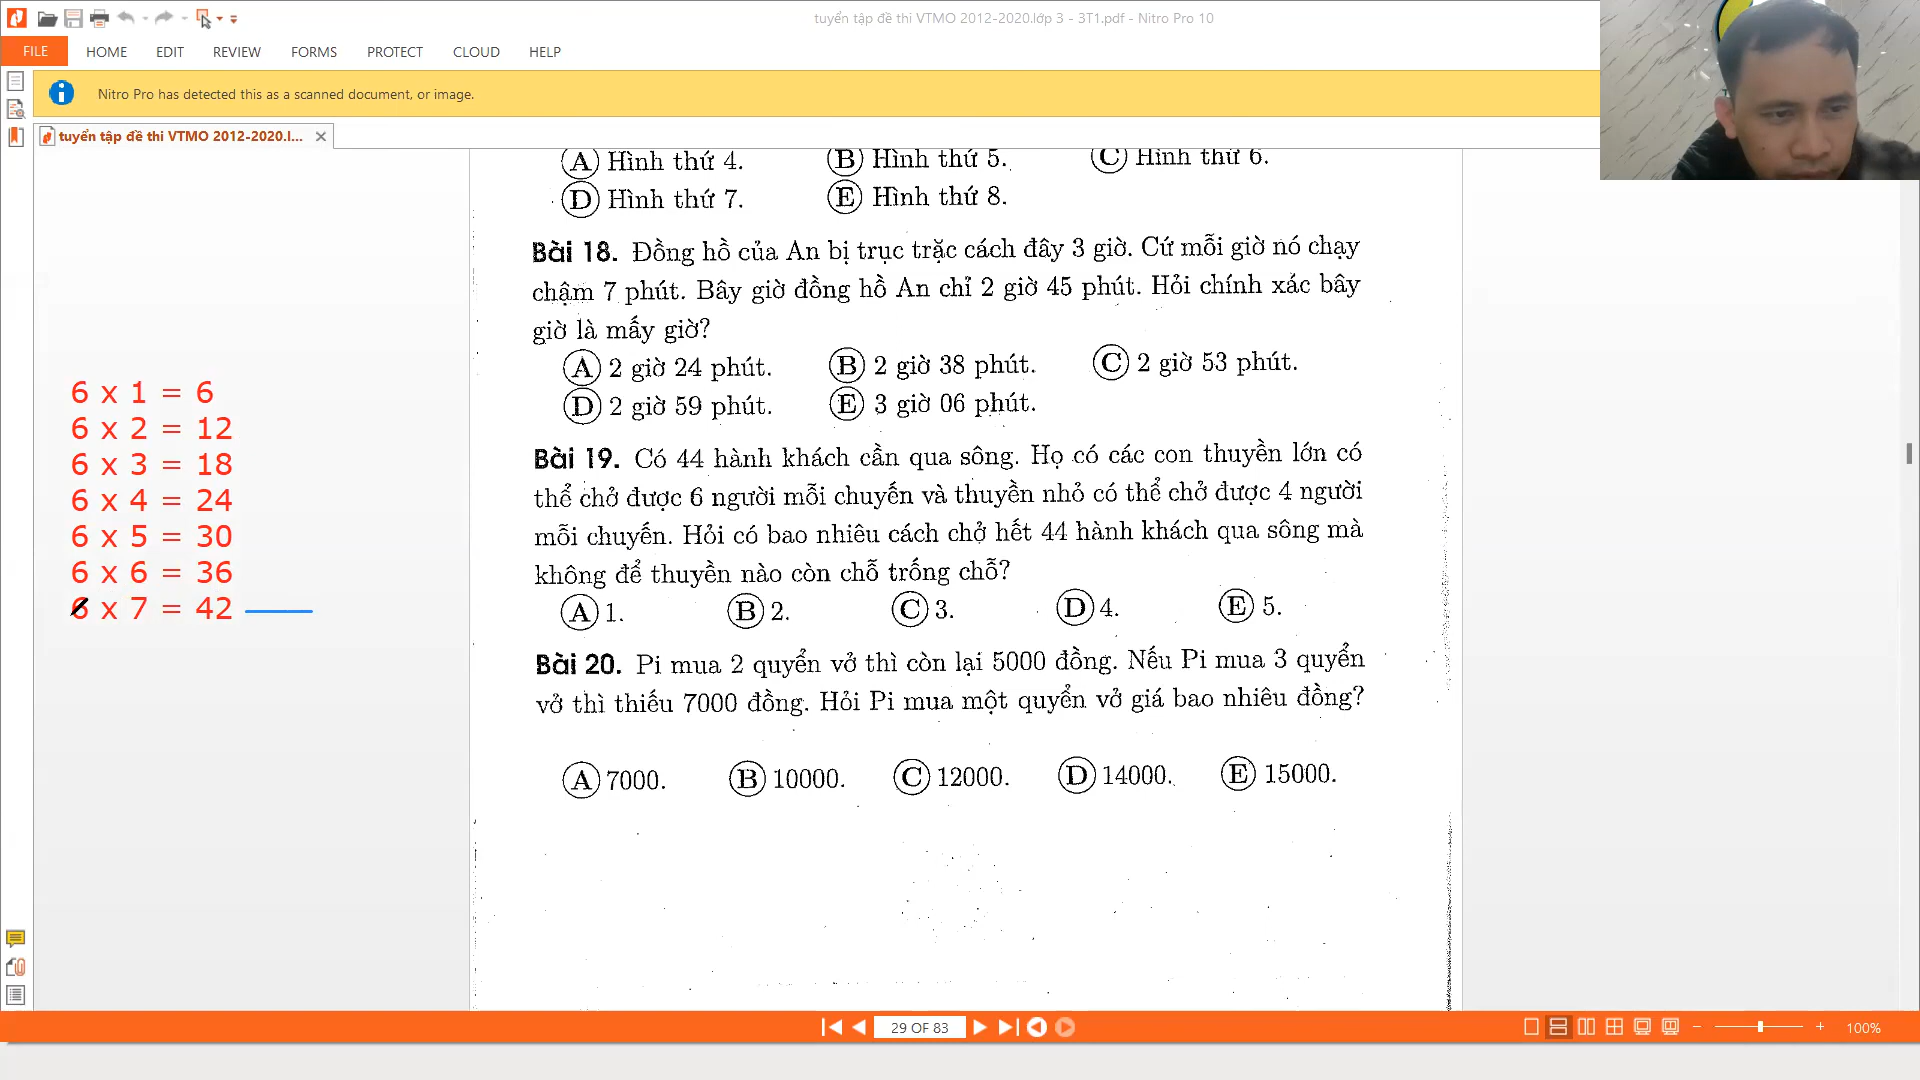 tuyển tập đề thi VTMO 2012-2020.lớp 3 - 3T1.pdf - Nitro Pro 10
FILE HOME EDIT REVIEW FORMS PROTECT CLOUD HELP
Nitro Pro has detected this as a scanned document, or image.
tuyển tập đề thi VTMO 2012-2020.l...
A Hình thứ 4. B Hình thứ 5. C Hình thứ 6.
D Hình thứ 7. E Hình thứ 8.
Bài 18. Đồng hồ của An bị trục trặc cách đây 3 giờ. Cứ mỗi giờ nó chạy
chậm 7 phút. Bây giờ đồng hồ An chỉ 2 giờ 45 phút. Hỏi chính xác bây
giờ là mấy giờ?
A 2 giờ 24 phút. B 2 giờ 38 phút. C 2 giờ 53 phút.
D 2 giờ 59 phút. E 3 giờ 06 phút.
6 x 1 = 6
6 x 2 = 12
6 x 3 = 18
6 x 4 = 24
6 x 5 = 30
6 x 6 = 36
6 x 7 = 42
Bài 19. Có 44 hành khách cần qua sông. Họ có các con thuyền lớn có
thể chở được 6 người mỗi chuyến và thuyền nhỏ có thể chở được 4 người
mỗi chuyến. Hỏi có bao nhiêu cách chở hết 44 hành khách qua sông mà
không để thuyền nào còn chỗ trống chỗ?
A 1. B 2. C 3. D 4. E 5.
Bài 20. Pi mua 2 quyển vở thì còn lại 5000 đồng. Nếu Pi mua 3 quyển
vở thì thiếu 7000 đồng. Hỏi Pi mua một quyển vở giá bao nhiêu đồng?
A 7000. B 10000. C 12000. D 14000. E 15000.
29 OF 83
100%